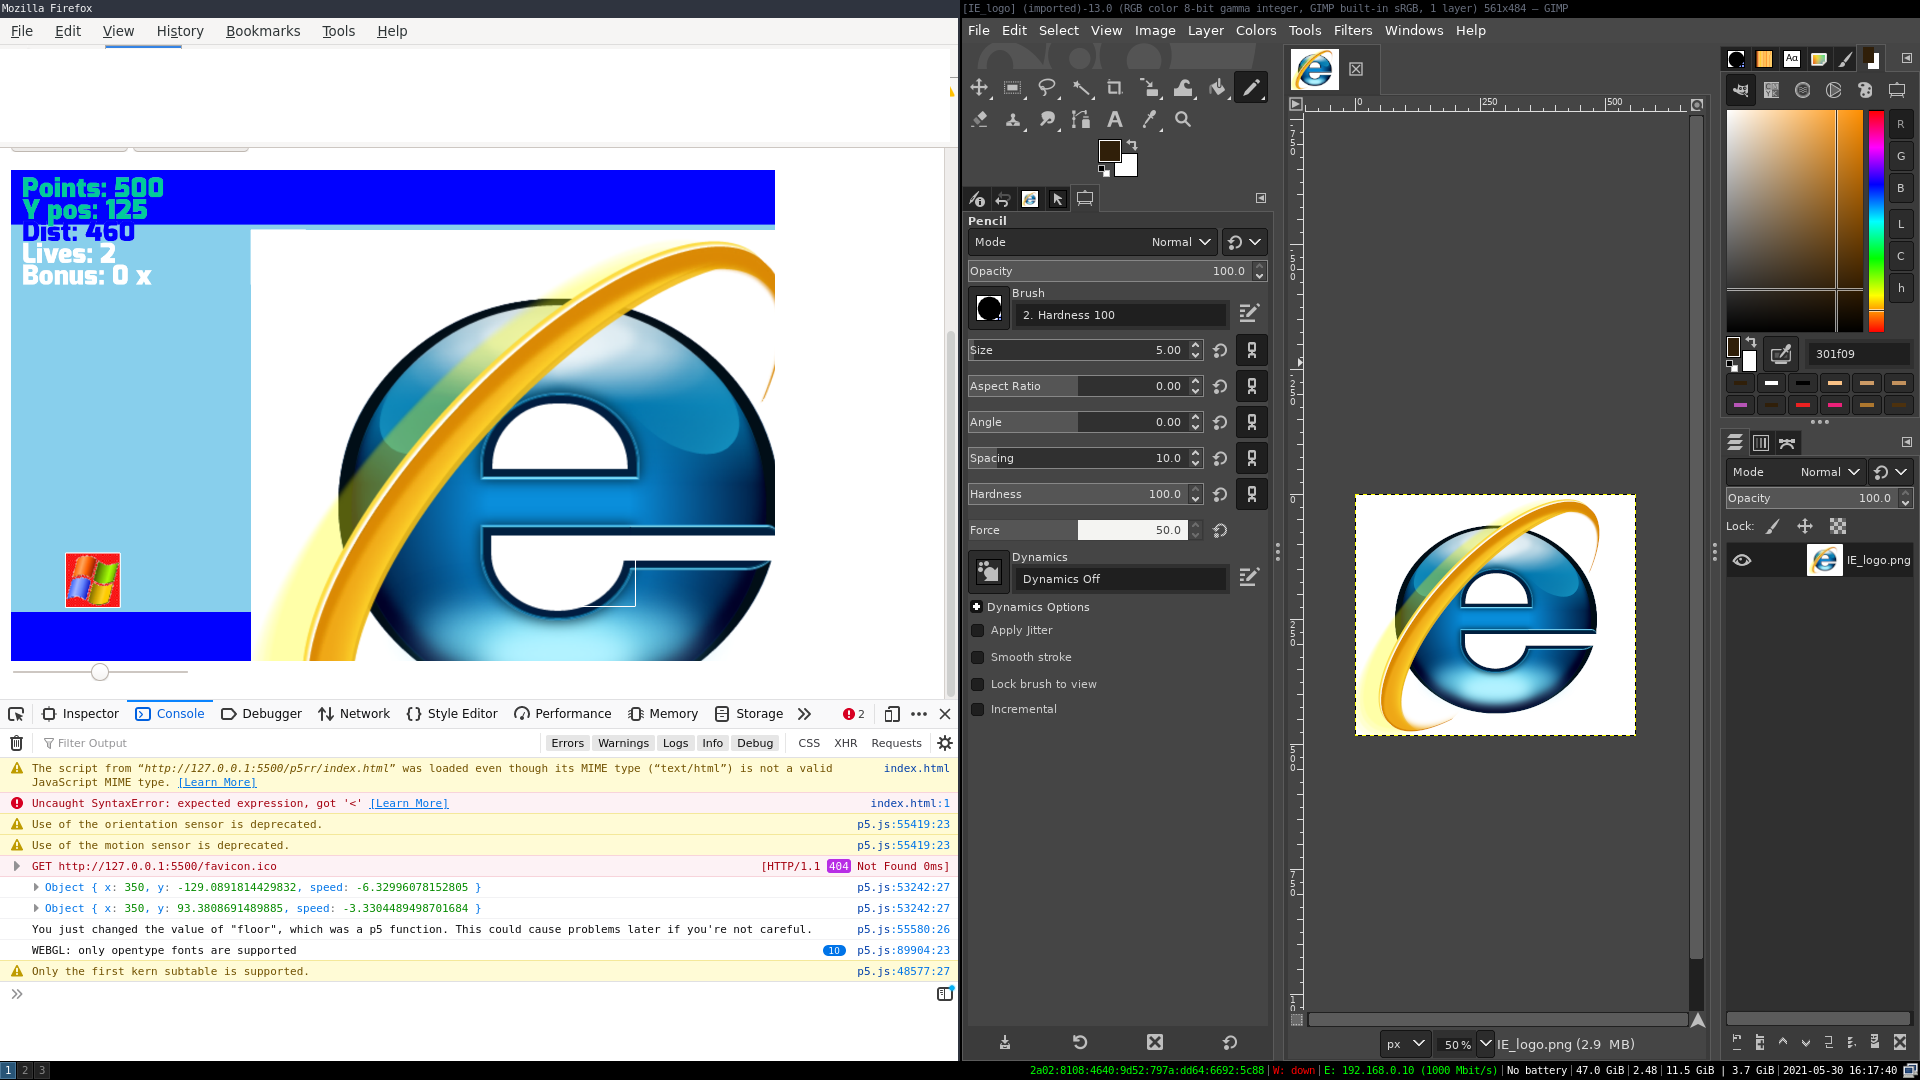 Mozilla Firefox
File Edit View History Bookmarks Tools Help
Points: 500
Y pos: 125
Dist: 460
Lives: 2
Bonus: 0 x
Inspector Console Debugger Network Style Editor Performance Memory Storage 2
Filter Output Errors Warnings Logs Info Debug CSS XHR Requests
The script from “http://127.0.0.1:5500/p5rr/index.html” was loaded even though its MIME type (“text/html”) is not a valid index.html
JavaScript MIME type. [Learn More]
Uncaught SyntaxError: expected expression, got '<' [Learn More] index.html:1
Use of the orientation sensor is deprecated. p5.js:55419:23
Use of the motion sensor is deprecated. p5.js:55419:23
GET http://127.0.0.1:5500/favicon.ico [HTTP/1.1 404 Not Found 0ms]
Object { x: 350, y: -129.0891814429832, speed: -6.32996078152805 } p5.js:53242:27
Object { x: 350, y: 93.3808691489885, speed: -3.3304489498701684 } p5.js:53242:27
You just changed the value of "floor", which was a p5 function. This could cause problems later if you're not careful. p5.js:55580:26
WEBGL: only opentype fonts are supported 10 p5.js:89904:23
Only the first kern subtable is supported. p5.js:48577:27
[IE_logo] (imported)-13.0 (RGB color 8-bit gamma integer, GIMP built-in sRGB, 1 layer) 561x484 – GIMP
File Edit Select View Image Layer Colors Tools Filters Windows Help
Pencil
Mode Normal
Opacity 100.0
Brush
2. Hardness 100
Size 5.00
Aspect Ratio 0.00
Angle 0.00
Spacing 10.0
Hardness 100.0
Force 50.0
Dynamics
Dynamics Off
Dynamics Options
Apply Jitter
Smooth stroke
Lock brush to view
Incremental
0 250 500
750
500
250
0
250
500
750
10
px 50 % IE_logo.png (2.9 MB)
Aa
R
G
B
L
C
h
301f09
Mode Normal
Opacity 100.0
Lock:
IE_logo.png
1 2 3
2a02:8108:4640:9d52:797a:dd64:6692:5c88 | W: down | E: 192.168.0.10 (1000 Mbit/s) | No battery | 47.0 GiB | 2.48 | 11.5 GiB | 3.7 GiB | 2021-05-30 16:17:40